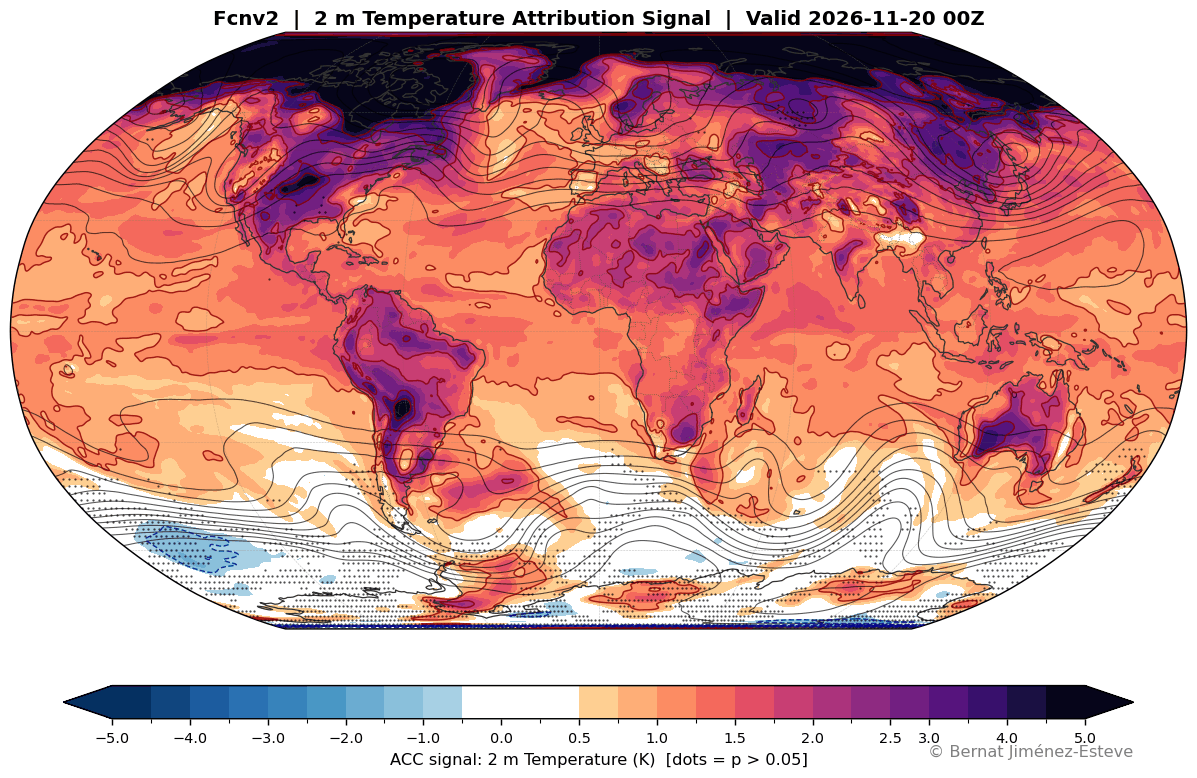 Fcnv2 | 2 m Temperature Attribution Signal | Valid 2026-11-20 00Z
−5.0 −4.0 −3.0 −2.0 −1.0 0.0 0.5 1.0 1.5 2.0 2.5 3.0 4.0 5.0
© Bernat Jiménez-Esteve
ACC signal: 2 m Temperature (K) [dots = p > 0.05]